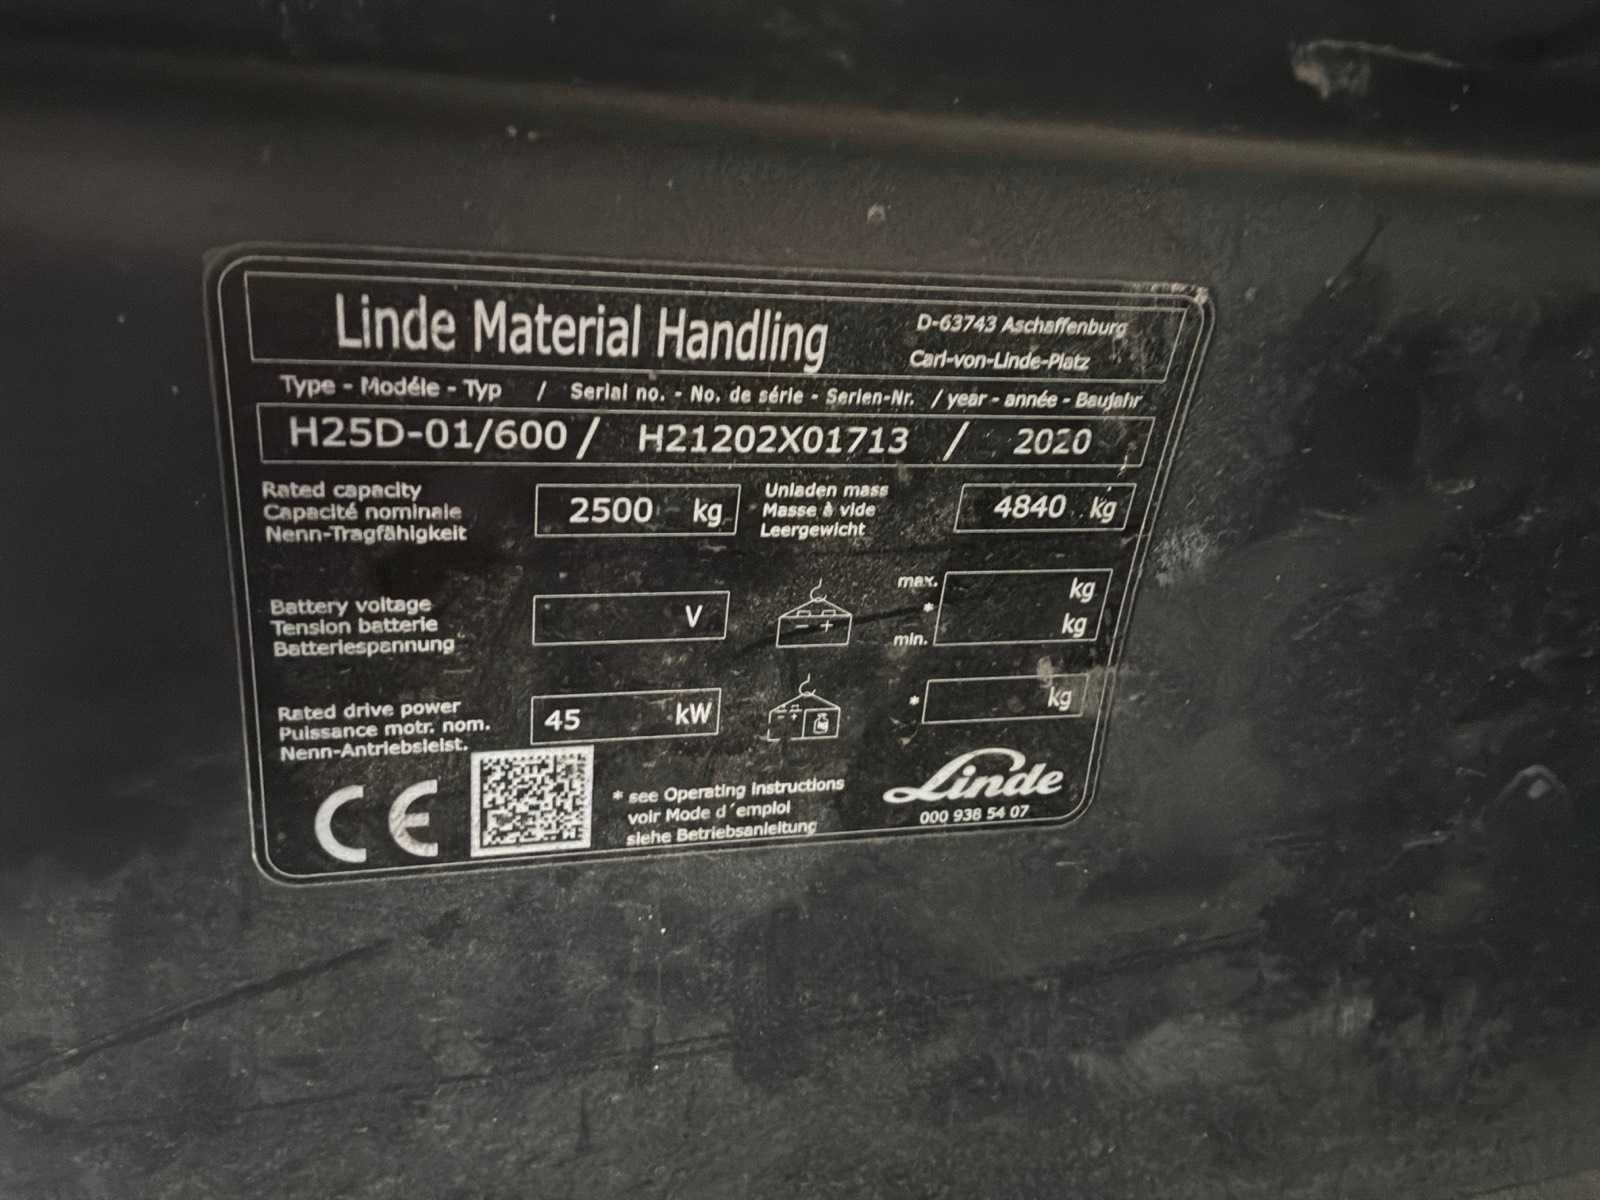 Linde Material Handling
D-63743 Aschaffenburg
Carl-von-Linde-Platz
Type - Modéle - Typ / Serial no. - No. de série - Serien-Nr. / year - année - Baujahr
H25D-01/600 / H21202X01713 / 2020
Rated capacity
Capacité nominale
Nenn-Tragfähigkeit
2500 kg
Unladen mass
Masse à vide
Leergewicht
4840 kg
Battery voltage
Tension batterie
Batteriespannung
V
- +
max.
*
min.
kg
kg
Rated drive power
Puissance motr. nom.
Nenn-Antriebsleist.
45 kW
- +
kg
*
kg
CE
* see Operating instructions
voir Mode d´emploi
siehe Betriebsanleitung
Linde
000 938 54 07